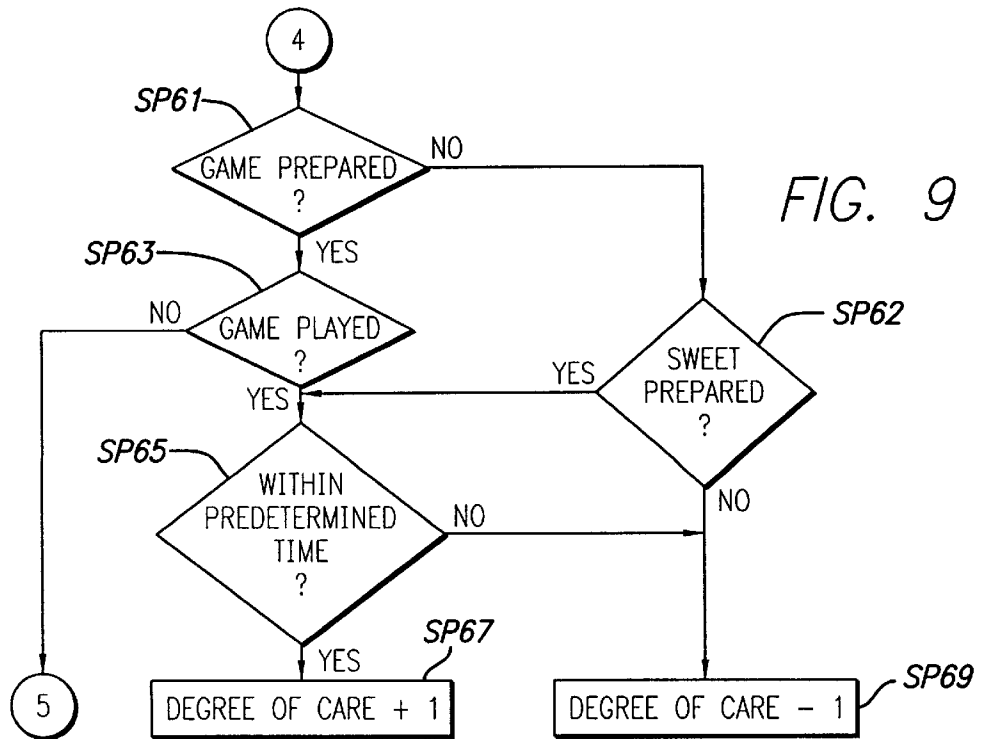 4
SP61
GAME PREPARED
?
NO
FIG. 9
YES
SP63
NO
GAME PLAYED
?
YES
SP62
SWEET
PREPARED
?
YES
NO
SP65
WITHIN
PREDETERMINED
TIME
?
NO
YES
SP67
SP69
5
DEGREE OF CARE + 1
DEGREE OF CARE - 1